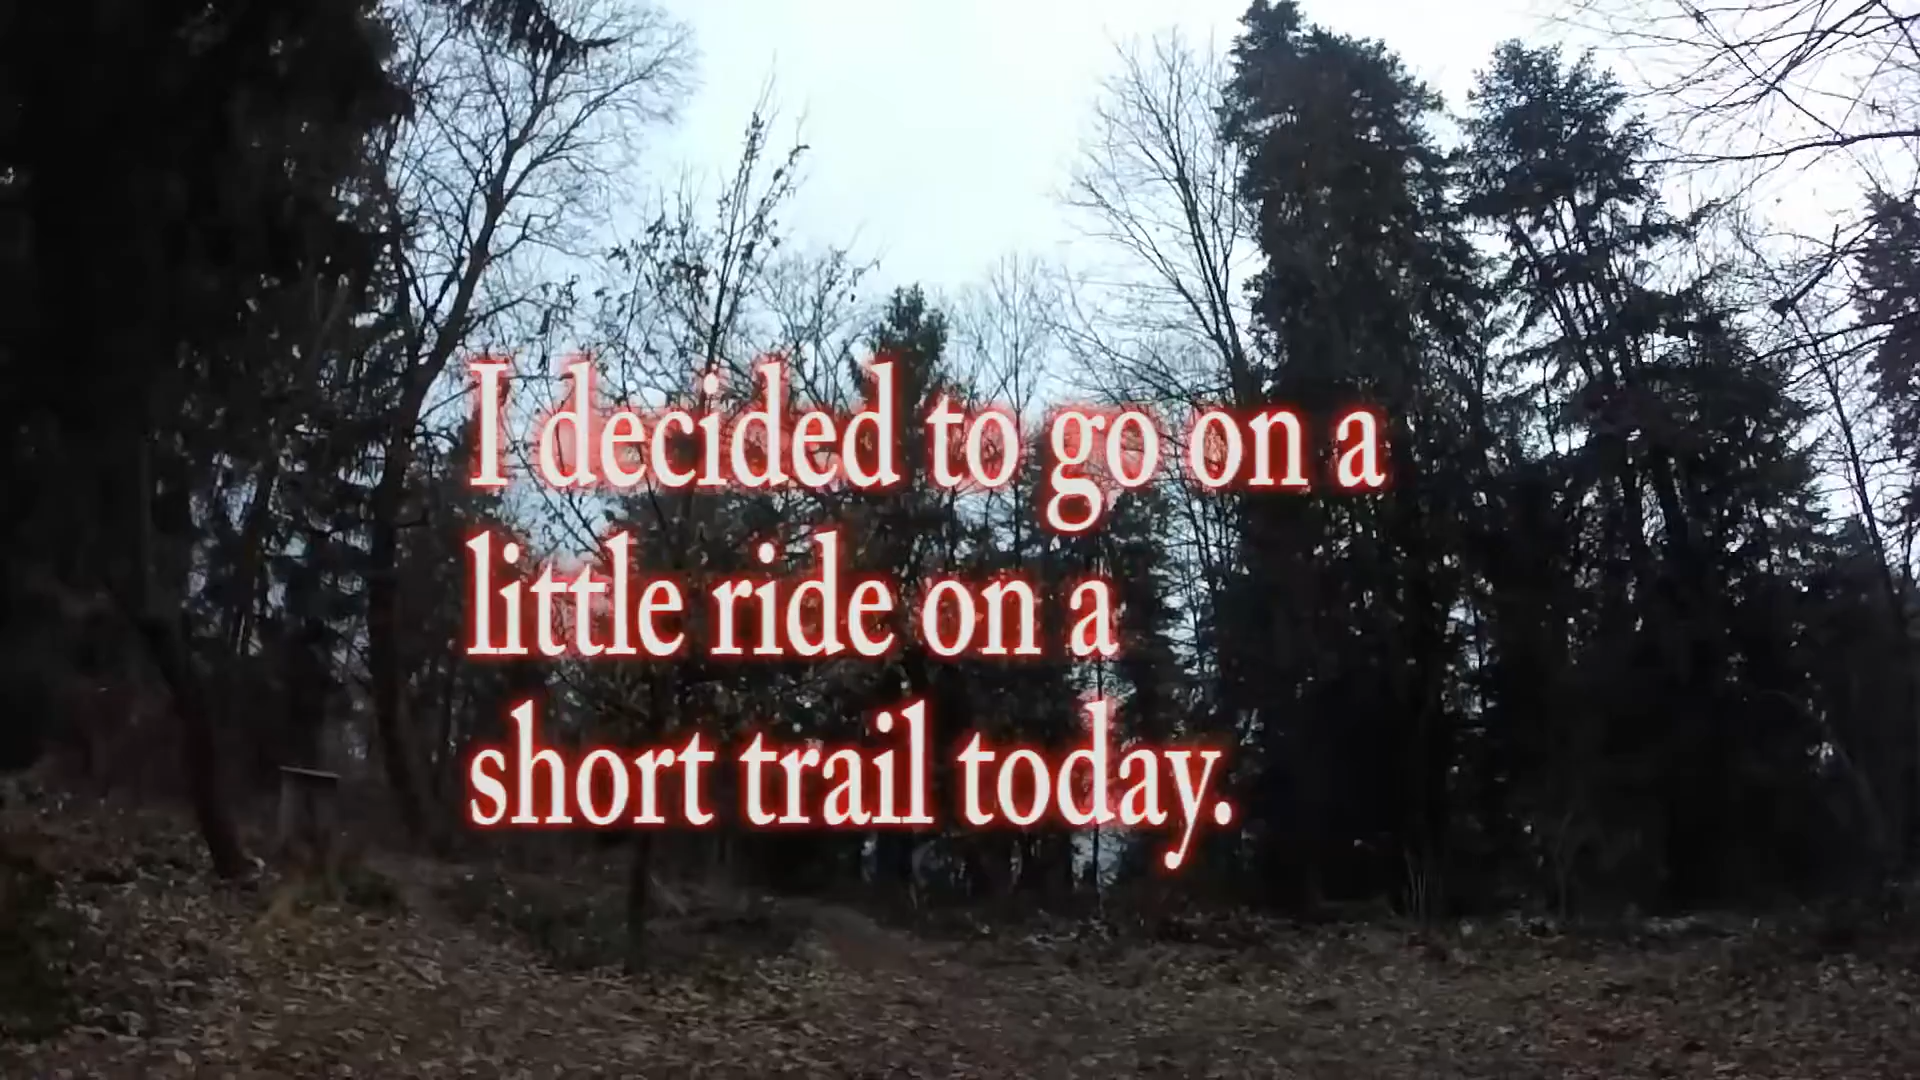 I decided to go on a
little ride on a
short trail today.